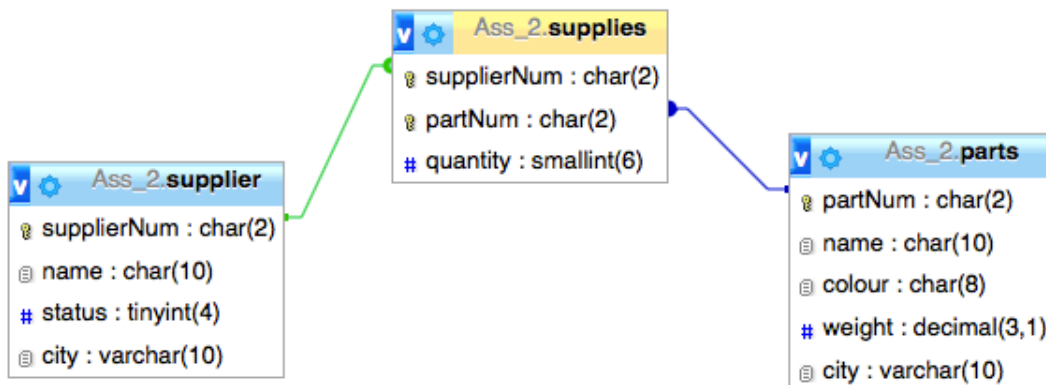 Ass_2.supplies
supplierNum : char(2)
partNum : char(2)
quantity : smallint(6)
Ass_2.supplier
supplierNum : char(2)
name : char(10)
status : tinyint(4)
city : varchar(10)
Ass_2.parts
partNum : char(2)
name : char(10)
colour : char(8)
weight : decimal(3,1)
city : varchar(10)